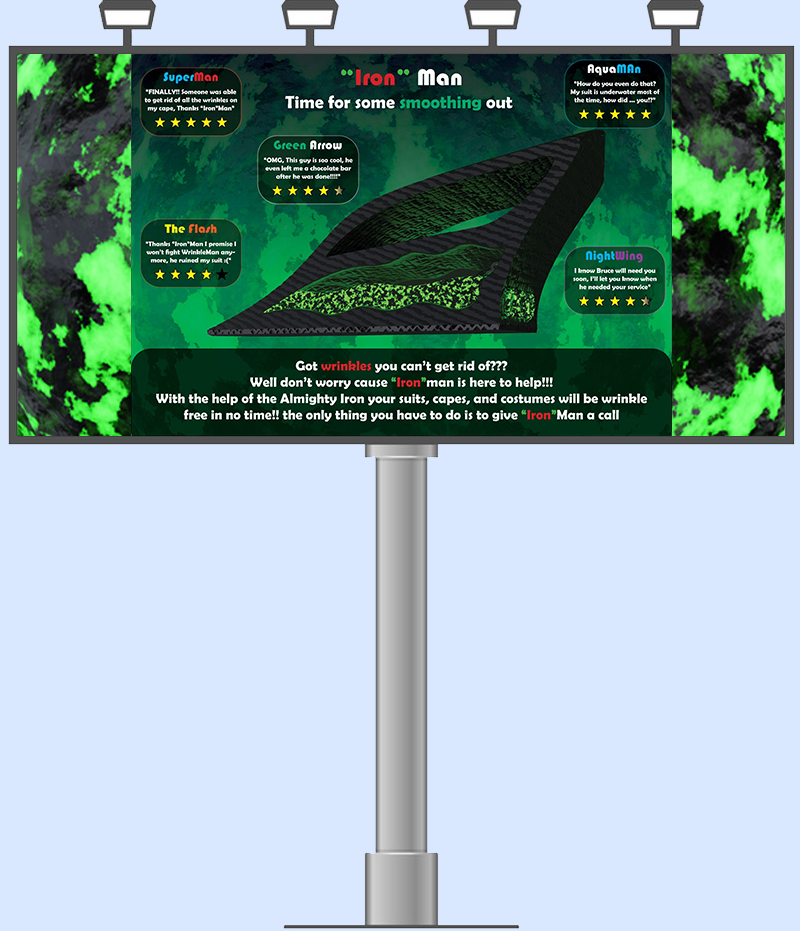 "Iron" Man
Time for some smoothing out
SuperMan
"FINALLY!! Someone was able
to get rid of all the wrinkles on
my cape, Thanks "Iron"Man"
AquaMAn
"How do you even do that?
My suit is underwater most of
the time, how did ... you!?"
Green Arrow
"OMG, This guy is soo cool, he
even left me a chocolate bar
after he was done!!!!"
The Flash
"Thanks "Iron"Man I promise I
won't fight WrinkleMan any-
more, he ruined my suit :("
NightWing
I know Bruce will need you
soon, I'll let you know when
he needed your service"
Got wrinkles you can't get rid of???
Well don't worry cause "Iron"man is here to help!!!
With the help of the Almighty Iron your suits, capes, and costumes will be wrinkle
free in no time!! the only thing you have to do is to give "Iron"Man a call